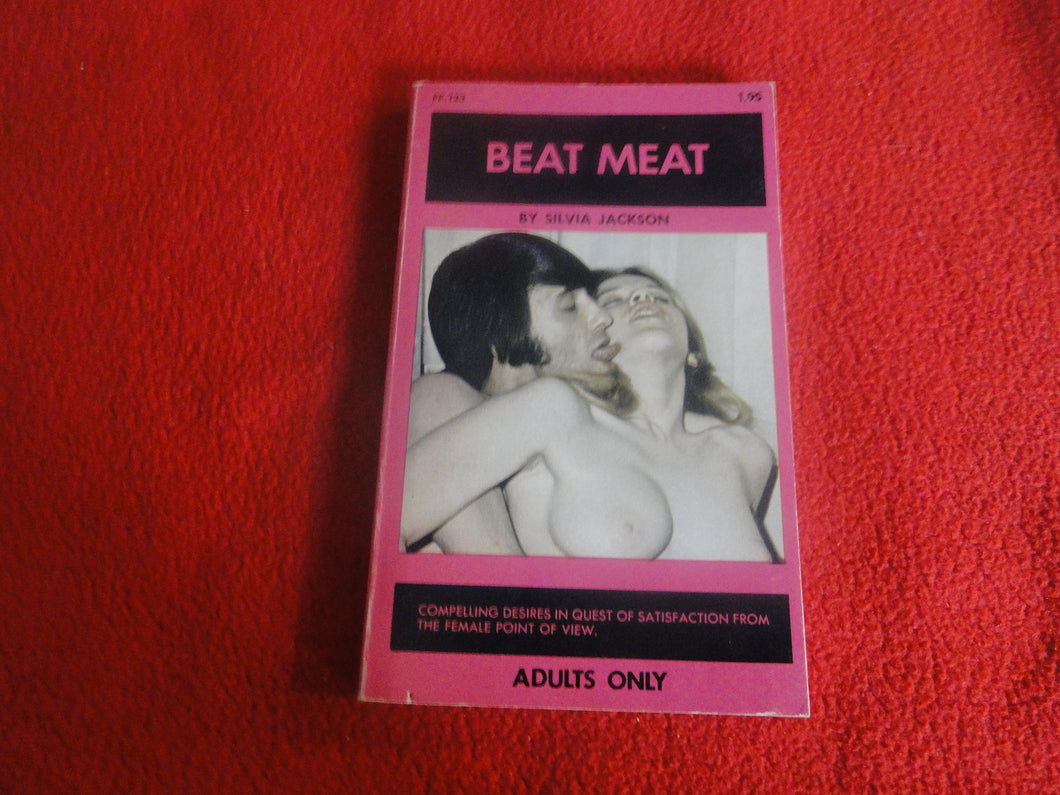 1.95
BEAT MEAT
BY SILVIA JACKSON
COMPELLING DESIRES IN QUEST OF SATISFACTION FROM
THE FEMALE POINT OF VIEW.
ADULTS ONLY